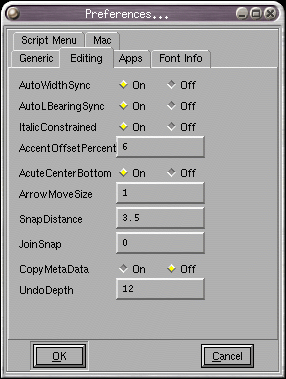 Preferences...
Script Menu Mac
Generic Editing Apps Font Info
AutoWidthSync On Off
AutoLBearingSync On Off
ItalicConstrained On Off
AccentOffsetPercent 6
AcuteCenterBottom On Off
ArrowMoveSize 1
SnapDistance 3.5
JoinSnap 0
CopyMetaData On Off
UndoDepth 12
OK Cancel